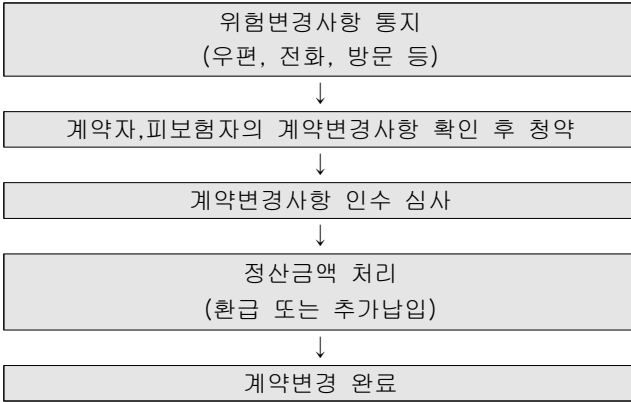 위험변경사항 통지
(우편, 전화, 방문 등)
↓
계약자,피보험자의 계약변경사항 확인 후 청약
↓
계약변경사항 인수 심사
↓
정산금액 처리
(환급 또는 추가납입)
↓
계약변경 완료